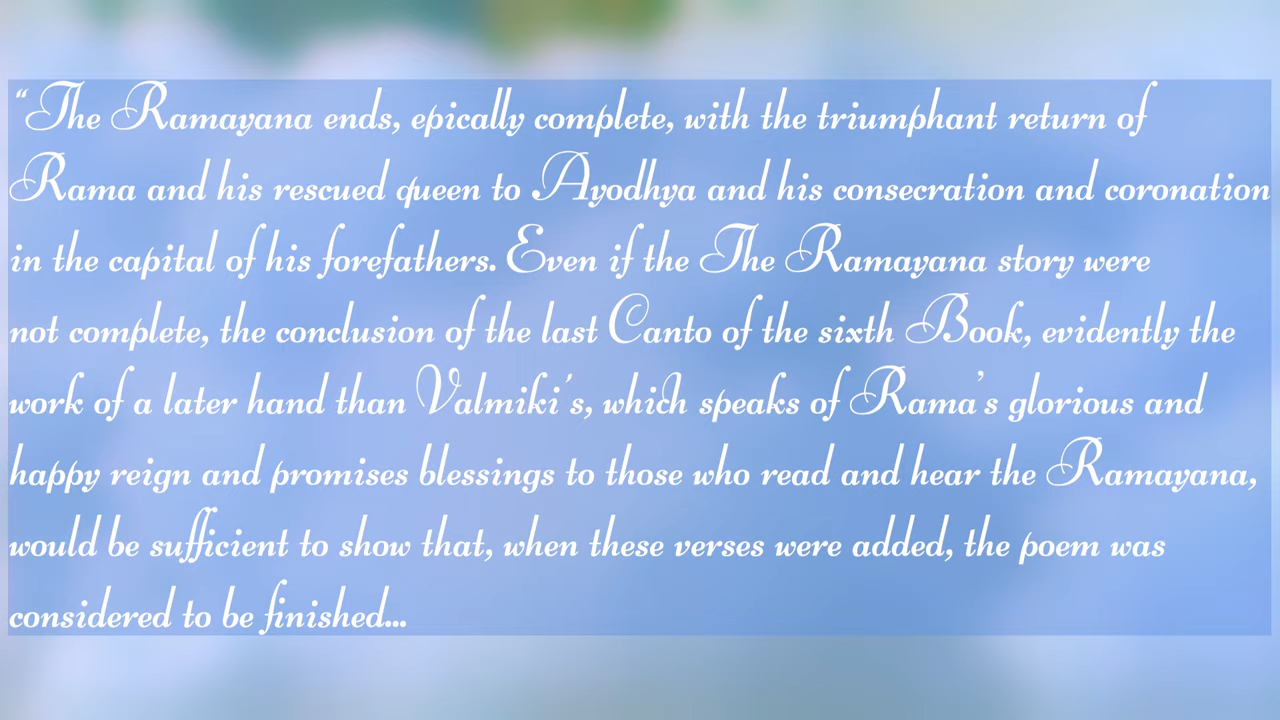 “The Ramayana ends, epically complete, with the triumphant return of
Rama and his rescued queen to Ayodhya and his consecration and coronation
in the capital of his forefathers. Even if the The Ramayana story were
not complete, the conclusion of the last Canto of the sixth Book, evidently the
work of a later hand than Valmiki's, which speaks of Rama’s glorious and
happy reign and promises blessings to those who read and hear the Ramayana,
would be sufficient to show that, when these verses were added, the poem was
considered to be finished...